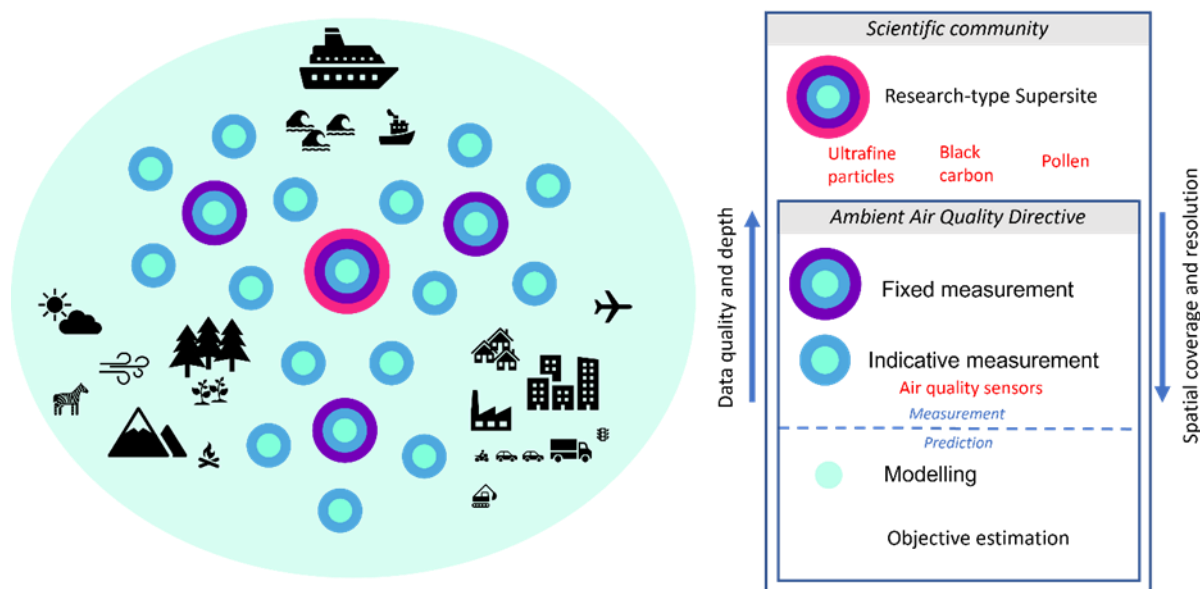 Scientific community
Research-type Supersite
Ultrafine
particles
Black
carbon
Pollen
Ambient Air Quality Directive
Fixed measurement
Indicative measurement
Air quality sensors
Measurement
Prediction
Modelling
Objective estimation
Data quality and depth
Spatial coverage and resolution